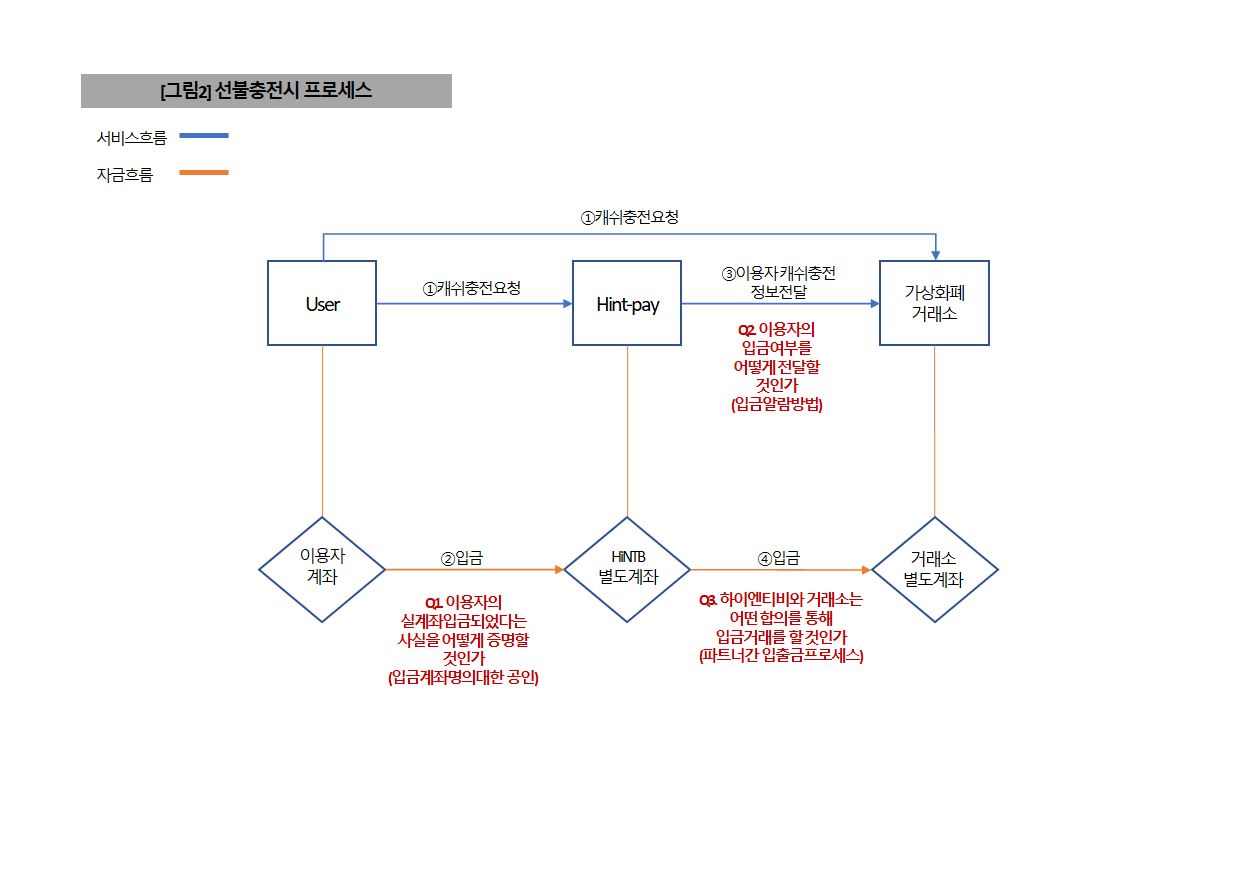 [그림2] 선불충전시 프로세스
서비스흐름
자금흐름
①캐쉬충전요청
User
①캐쉬충전요청
Hint-pay
③이용자 캐쉬충전
정보전달
가상화폐
거래소
Q2. 이용자의
입금여부를
어떻게 전달할
것인가
(입금알람방법)
이용자
계좌
②입금
HiNTB
별도계좌
④입금
거래소
별도계좌
Q1. 이용자의
실계좌입금되었다는
사실을 어떻게 증명할
것인가
(입금계좌명의대한 공인)
Q3. 하이엔티비와 거래소는
어떤 합의를 통해
입금거래를 할 것인가
(파트너간 입출금프로세스)